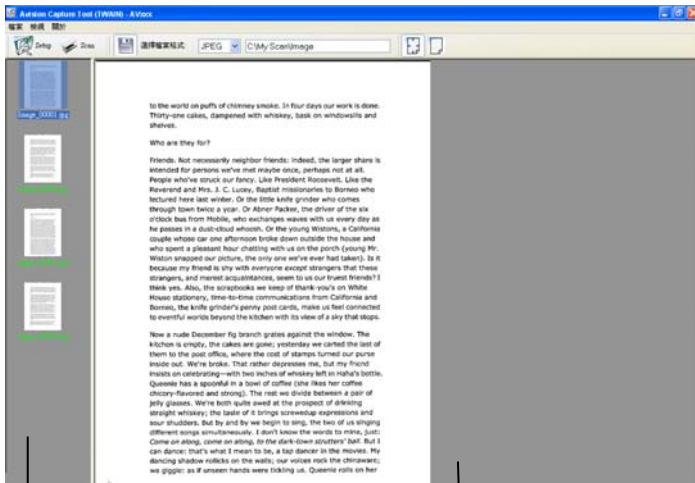 Avision Capture Tool (TWAIN) - AVxxx
檔案 檢視 關於
Setup Scan 選擇檔案格式 JPEG C:\My Scan\Image
Image_00001.jpg
to the world on puffs of chimney smoke. In four days our work is done.
Thirty-one cakes, dampened with whiskey, bask on windowsills and
shelves.
Who are they for?
Friends. Not necessarily neighbor friends: indeed, the larger share is
intended for persons we've met maybe once, perhaps not at all.
People who've struck our fancy. Like President Roosevelt. Like the
Reverend and Mrs. J. C. Lucey, Baptist missionaries to Borneo who
lectured here last winter. Or the little knife grinder who comes
through town twice a year. Or Abner Packer, the driver of the six
o'clock bus from Mobile, who exchanges waves with us every day as
he passes in a dust-cloud whoosh. Or the young Wistons, a California
couple whose car one afternoon broke down outside the house and
who spent a pleasant hour chatting with us on the porch (young Mr.
Wiston snapped our picture, the only one we've ever had taken). Is it
because my friend is shy with everyone except strangers that these
strangers, and merest acquaintances, seem to us our truest friends? I
think yes. Also, the scrapbooks we keep of thank-you's on White
House stationery, time-to-time communications from California and
Borneo, the knife grinder's penny post cards, make us feel connected
to eventful worlds beyond the kitchen with its view of a sky that stops.
Now a nude December fig branch grates against the window. The
kitchen is empty, the cakes are gone; yesterday we carted the last of
them to the post office, where the cost of stamps turned our purse
inside out. We're broke. That rather depresses me, but my friend
insists on celebrating—with two inches of whiskey left in Haha's bottle.
Queenie has a spoonful in a bowl of coffee (she likes her coffee
chicory-flavored and strong). The rest we divide between a pair of
jelly glasses. We're both quite awed at the prospect of drinking
straight whiskey; the taste of it brings screwedup expressions and
sour shudders. But by and by we begin to sing, the two of us singing
different songs simultaneously. I don't know the words to mine, just:
Come on along, come on along, to the dark-town strutters' ball. But I
can dance: that's what I mean to be, a tap dancer in the movies. My
dancing shadow rollicks on the walls; our voices rock the chinaware;
we giggle: as if unseen hands were tickling us. Queenie rolls on her